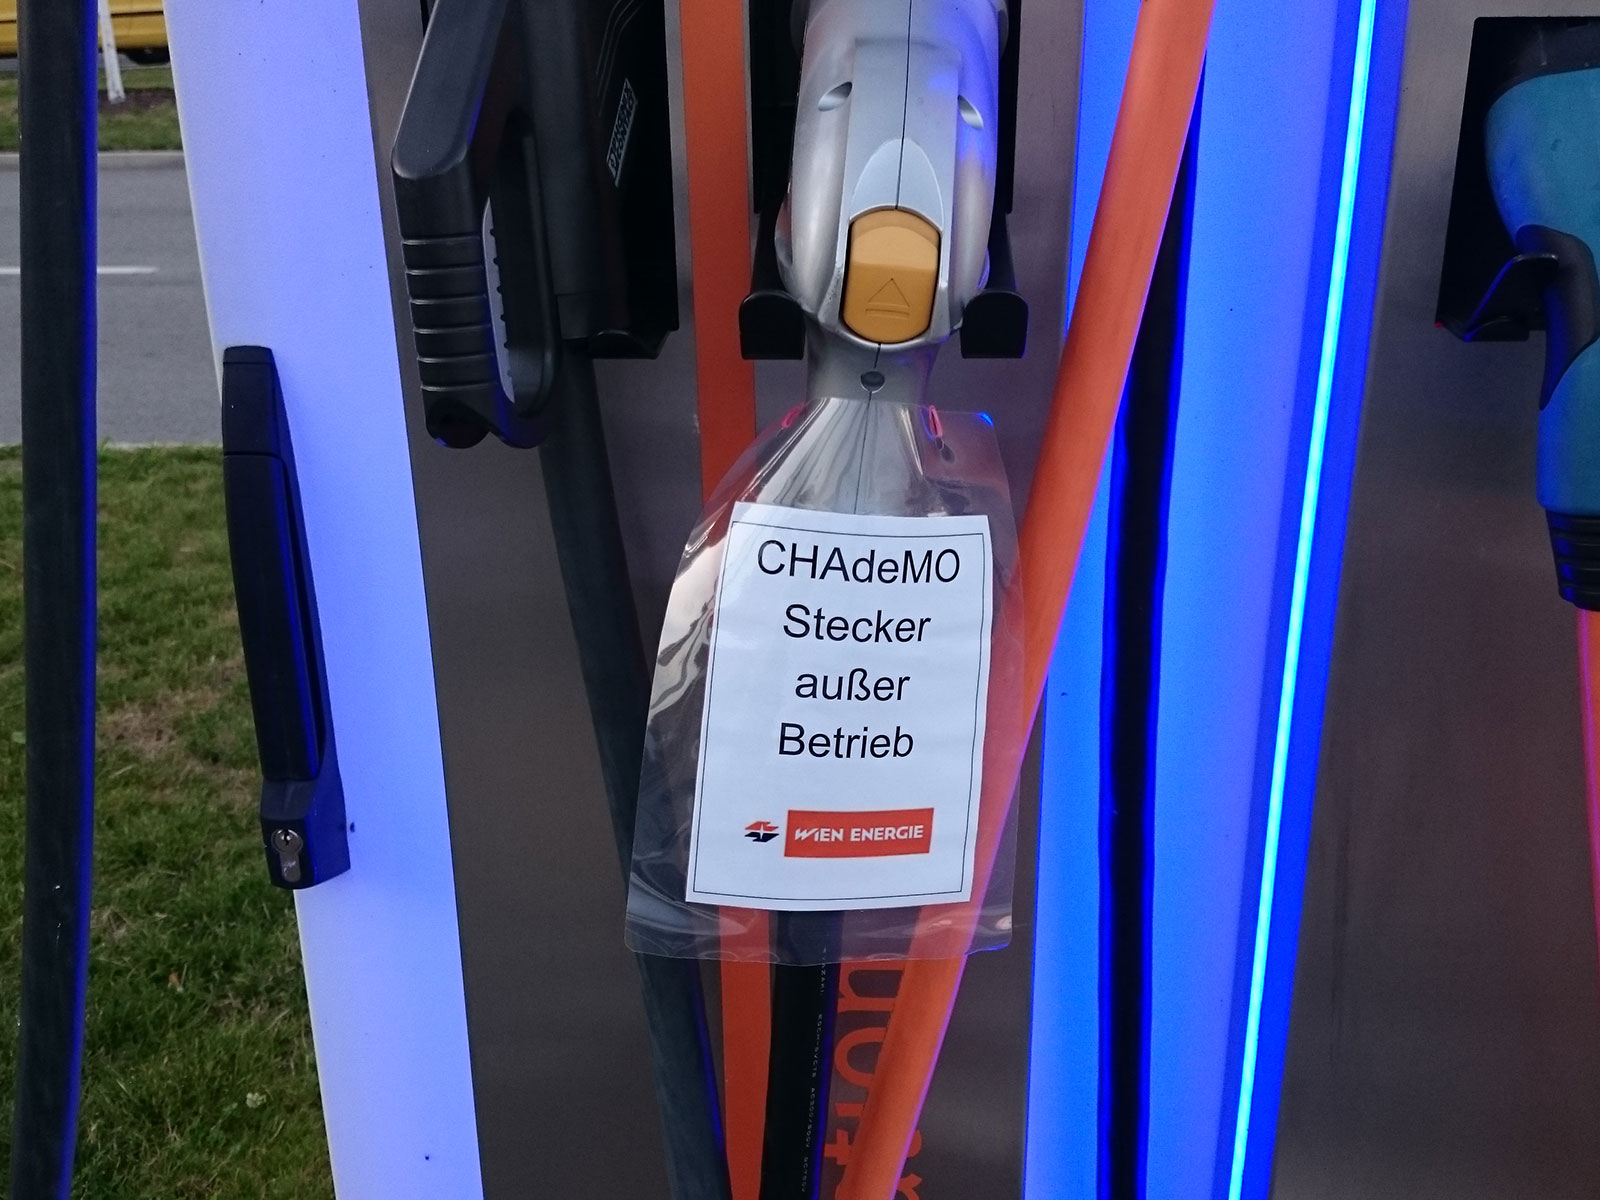 CHAdeMO
Stecker
außer
Betrieb
WIEN ENERGIE